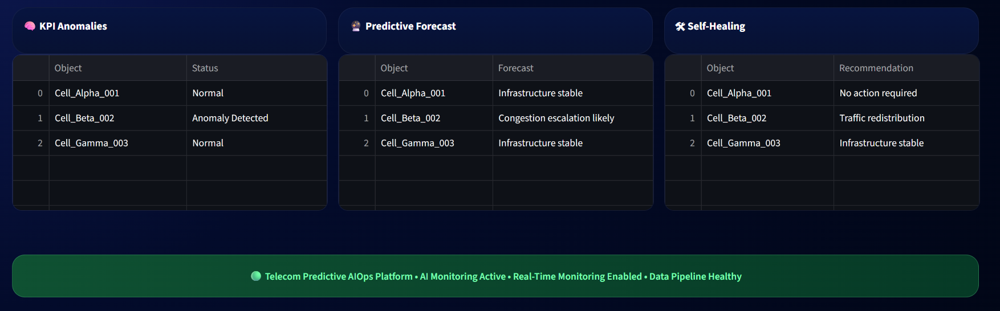 🧠 KPI Anomalies
Object Status
0 Cell_Alpha_001 Normal
1 Cell_Beta_002 Anomaly Detected
2 Cell_Gamma_003 Normal
🔮 Predictive Forecast
Object Forecast
0 Cell_Alpha_001 Infrastructure stable
1 Cell_Beta_002 Congestion escalation likely
2 Cell_Gamma_003 Infrastructure stable
🛠 Self-Healing
Object Recommendation
0 Cell_Alpha_001 No action required
1 Cell_Beta_002 Traffic redistribution
2 Cell_Gamma_003 Infrastructure stable
🟢 Telecom Predictive AIOps Platform • AI Monitoring Active • Real-Time Monitoring Enabled • Data Pipeline Healthy